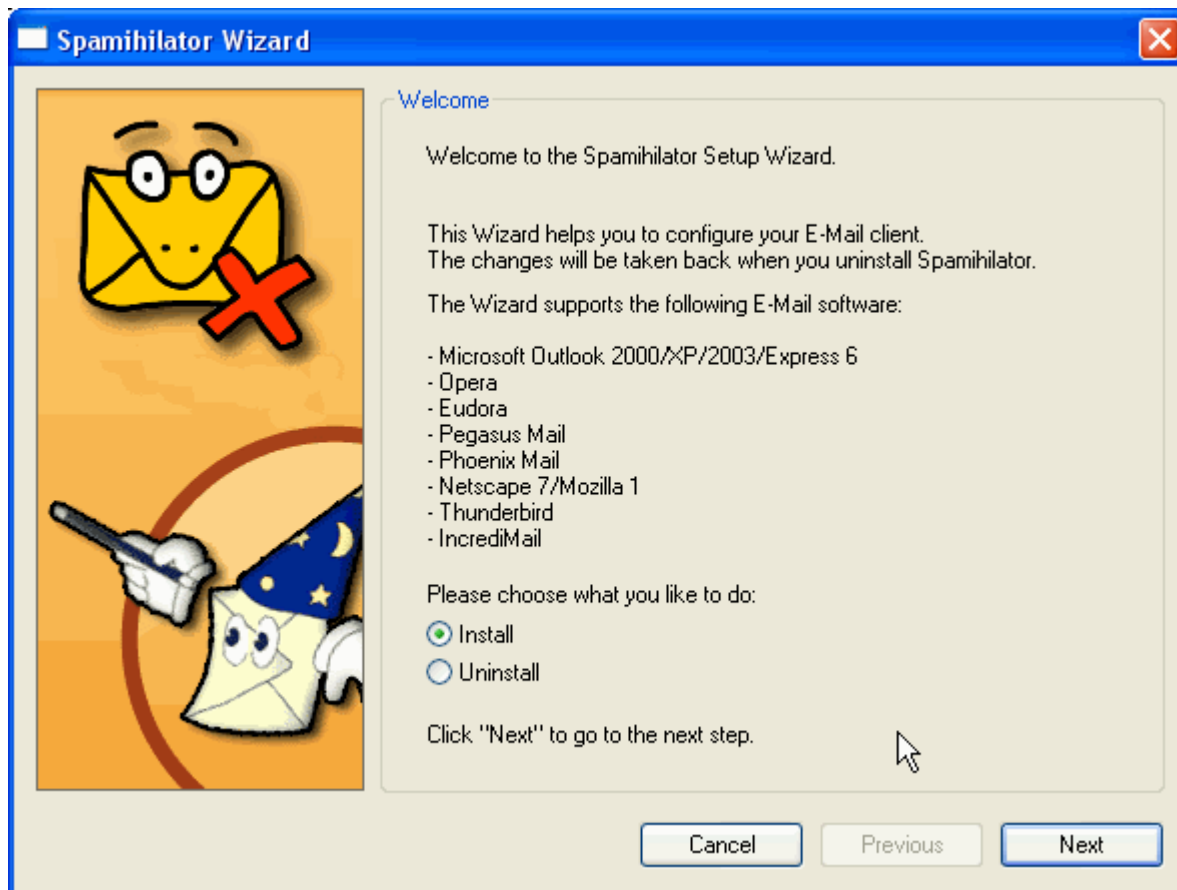 Spamihilator Wizard
Welcome
Welcome to the Spamihilator Setup Wizard.
This Wizard helps you to configure your E-Mail client.
The changes will be taken back when you uninstall Spamihilator.
The Wizard supports the following E-Mail software:
- Microsoft Outlook 2000/XP/2003/Express 6
- Opera
- Eudora
- Pegasus Mail
- Phoenix Mail
- Netscape 7/Mozilla 1
- Thunderbird
- IncrediMail
Please choose what you like to do:
Install
Uninstall
Click "Next" to go to the next step.
Cancel
Previous
Next